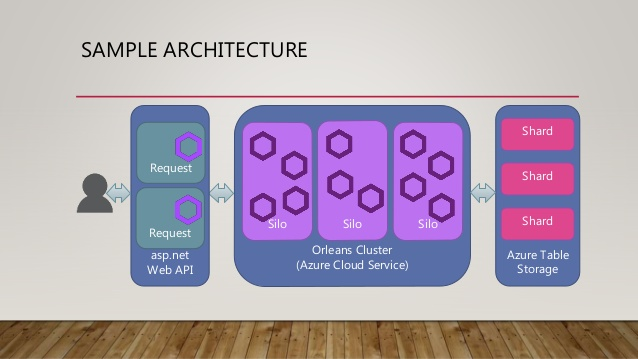 SAMPLE ARCHITECTURE
Request
Request
asp.net
Web API
Silo
Silo
Silo
Orleans Cluster
(Azure Cloud Service)
Shard
Shard
Shard
Azure Table
Storage